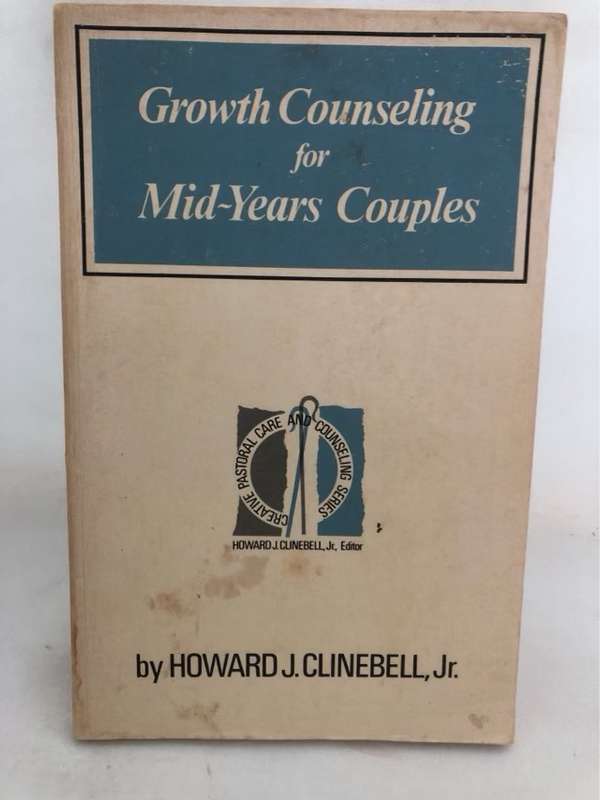 Growth Counseling
for
Mid~Years Couples
CREATIVE PASTORAL CARE AND COUNSELING SERIES
HOWARD J. CLINEBELL, Jr., Editor
by HOWARD J. CLINEBELL, Jr.